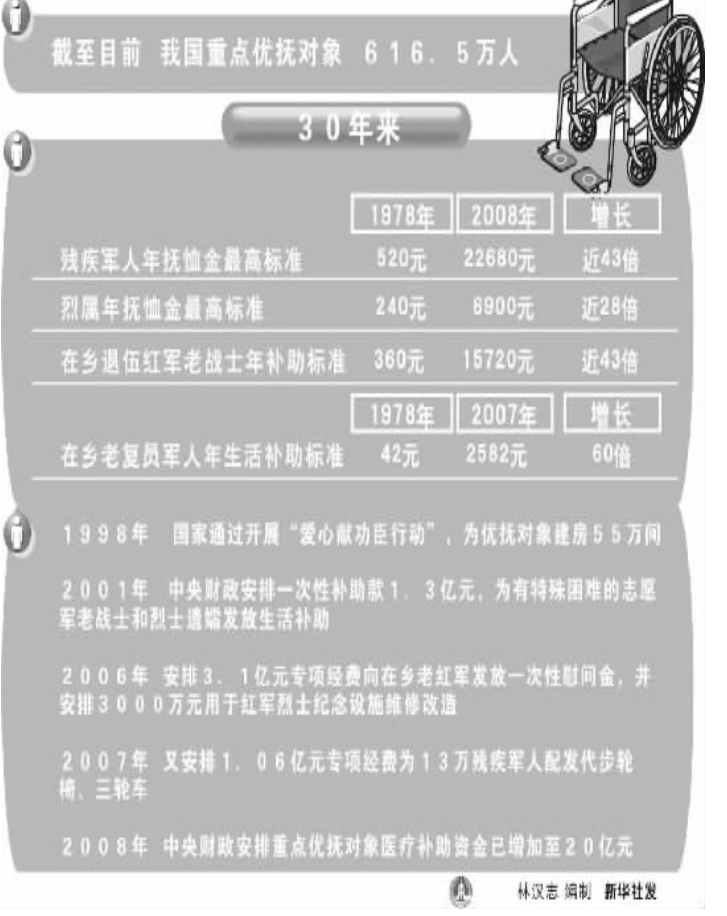 截至目前 我国重点优抚对象 616.5万人
30年来
1978年 2008年 增长
残疾军人年抚恤金最高标准 520元 22680元 近43倍
烈属年抚恤金最高标准 240元 6900元 近28倍
在乡退伍红军老战士年补助标准 360元 15720元 近43倍
1978年 2007年 增长
在乡老复员军人年生活补助标准 42元 2582元 60倍
1998年 国家通过开展“爱心献功臣行动”,为优抚对象建房55万间
2001年 中央财政安排一次性补助款1.3亿元,为有特殊困难的志愿
军老战士和烈士遗孀发放生活补助
2006年 安排3.1亿元专项经费向在乡老红军发放一次性慰问金,并
安排3000万元用于红军烈士纪念设施维修改造
2007年 又安排1.06亿元专项经费为13万残疾军人配发代步轮
椅、三轮车
2008年 中央财政安排重点优抚对象医疗补助资金已增加至20亿元
林汉志 编制 新华社发